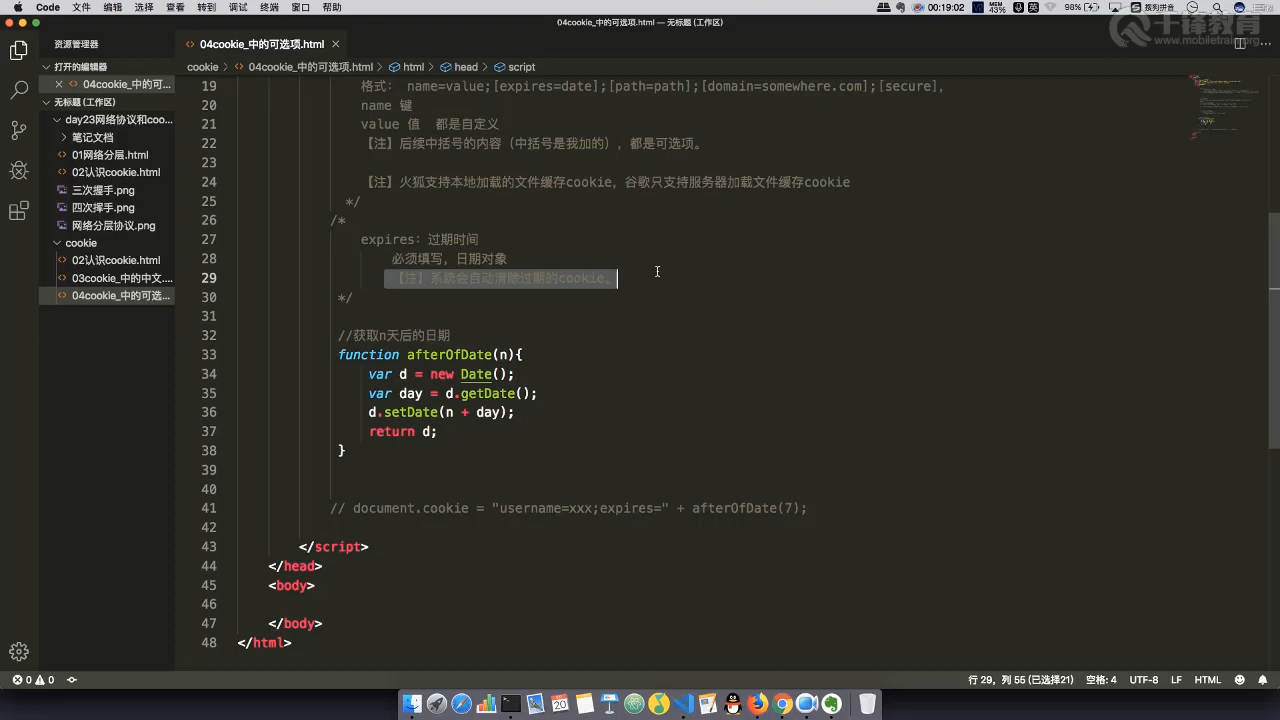 Code 文件 编辑 选择 查看 转到 调试 终端 窗口 帮助
00:19:02 MEM 43% 英 98% 拨列拼音
04cookie_中的可选项.html — 无标题 (工作区)
千锋教育
www.mobiletrain.org
资源管理器
04cookie_中的可选项.html
打开的编辑器
cookie 04cookie_中的可选项.html html head script
04cookie_中的可...
无标题 (工作区)
day23网络协议和coo...
笔记文档
01网络分层.html
02认识cookie.html
三次握手.png
四次挥手.png
网络分层协议.png
cookie
02认识cookie.html
03cookie_中的中文...
04cookie_中的可选...
19 格式: name=value;[expires=date];[path=path];[domain=somewhere.com];[secure],
20 name 键
21 value 值 都是自定义
22 【注】后续中括号的内容（中括号是我加的），都是可选项。
23
24 【注】火狐支持本地加载的文件缓存cookie，谷歌只支持服务器加载文件缓存cookie
25 */
26 /*
27 expires：过期时间
28 必须填写，日期对象
29 【注】系统会自动清除过期的cookie。
30 */
31
32 //获取n天后的日期
33 function afterOfDate(n){
34 var d = new Date();
35 var day = d.getDate();
36 d.setDate(n + day);
37 return d;
38 }
39
40
41 // document.cookie = "username=xxx;expires=" + afterOfDate(7);
42
43 </script>
44 </head>
45 <body>
46
47 </body>
48 </html>
0 0
行 29，列 55 (已选择21) 空格: 4 UTF-8 LF HTML
20